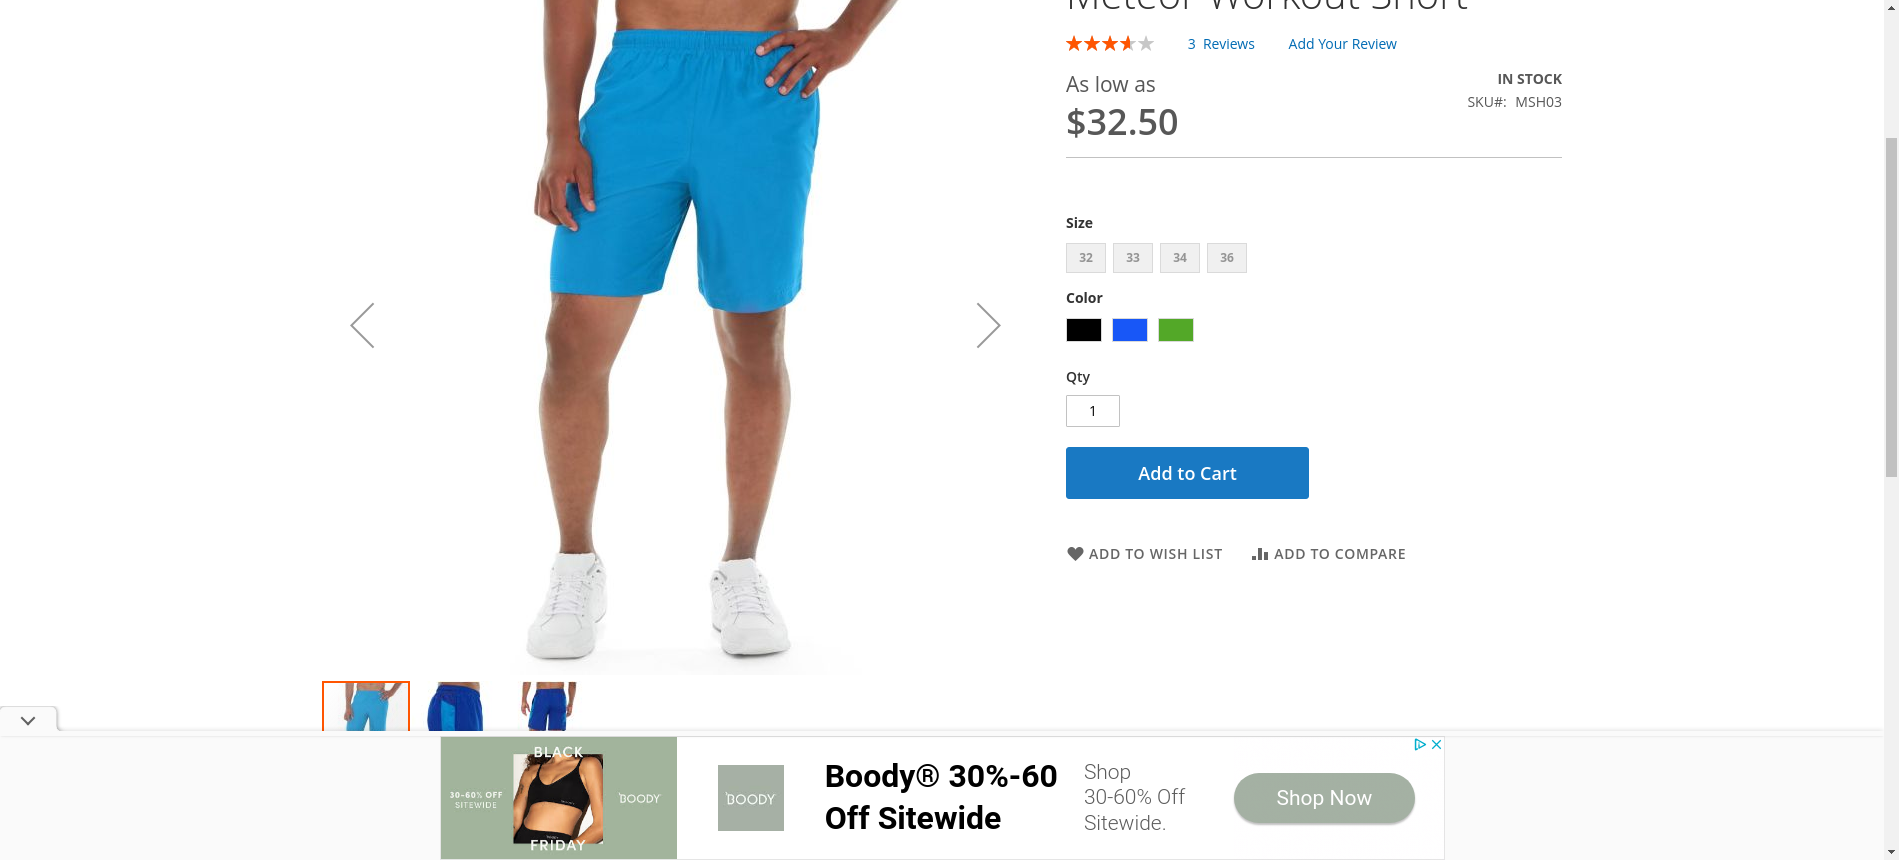 Meteor Workout Short
3 Reviews Add Your Review
As low as
$32.50
IN STOCK
SKU#: MSH03
Size
32 33 34 36
Color
Qty
1
Add to Cart
ADD TO WISH LIST ADD TO COMPARE
BLACK
30-60% OFF
SITEWIDE
BOODY
FRIDAY
BOODY
Boody® 30%-60
Off Sitewide
Shop
30-60% Off
Sitewide.
Shop Now